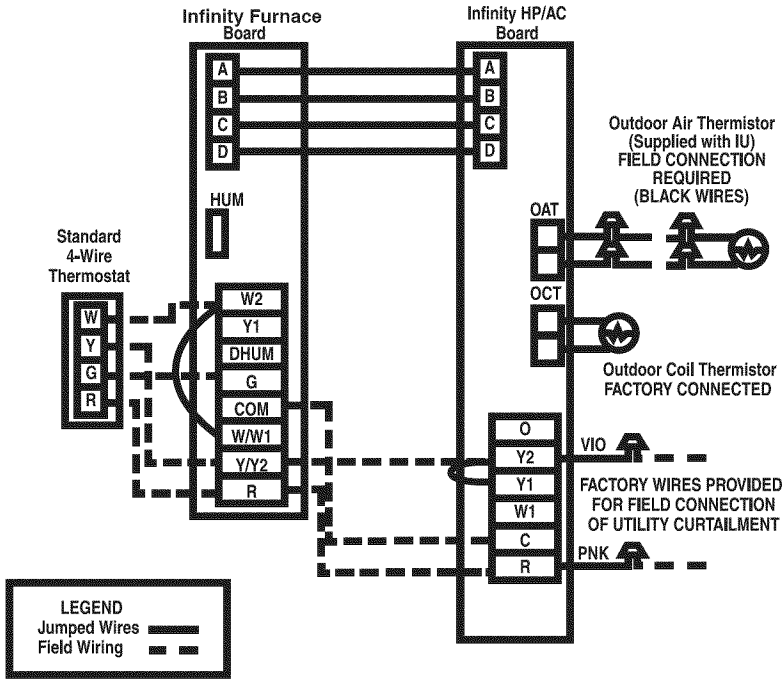 Infinity Furnace
Board
Infinity HP/AC
Board
A
B
C
D
A
B
C
D
HUM
Outdoor Air Thermistor
(Supplied with IU)
FIELD CONNECTION
REQUIRED
(BLACK WIRES)
OAT
OCT
Outdoor Coil Thermistor
FACTORY CONNECTED
Standard
4-Wire
Thermostat
W
Y
G
R
W2
Y1
DHUM
G
COM
W/W1
Y/Y2
R
O
Y2
Y1
W1
C
R
VIO
FACTORY WIRES PROVIDED
FOR FIELD CONNECTION
OF UTILITY CURTAILMENT
PNK
LEGEND
Jumped Wires
Field Wiring